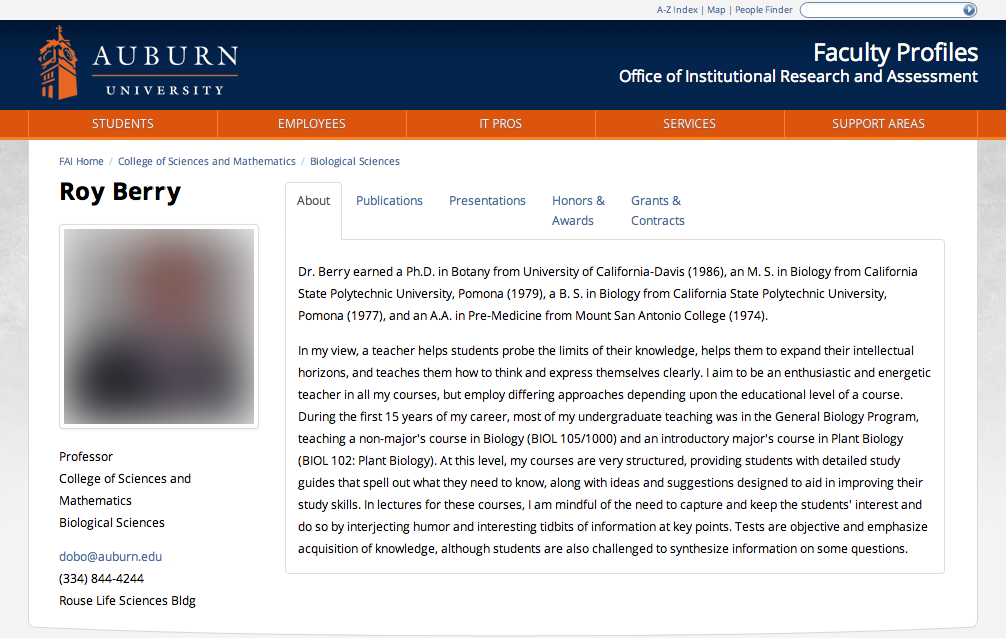 A-Z Index | Map | People Finder
AUBURN
UNIVERSITY
Faculty Profiles
Office of Institutional Research and Assessment
STUDENTS
EMPLOYEES
IT PROS
SERVICES
SUPPORT AREAS
FAI Home / College of Sciences and Mathematics / Biological Sciences
Roy Berry
Professor
College of Sciences and
Mathematics
Biological Sciences
dobo@auburn.edu
(334) 844-4244
Rouse Life Sciences Bldg
About
Publications
Presentations
Honors &
Awards
Grants &
Contracts
Dr. Berry earned a Ph.D. in Botany from University of California-Davis (1986), an M. S. in Biology from California
State Polytechnic University, Pomona (1979), a B. S. in Biology from California State Polytechnic University,
Pomona (1977), and an A.A. in Pre-Medicine from Mount San Antonio College (1974).
In my view, a teacher helps students probe the limits of their knowledge, helps them to expand their intellectual
horizons, and teaches them how to think and express themselves clearly. I aim to be an enthusiastic and energetic
teacher in all my courses, but employ differing approaches depending upon the educational level of a course.
During the first 15 years of my career, most of my undergraduate teaching was in the General Biology Program,
teaching a non-major's course in Biology (BIOL 105/1000) and an introductory major's course in Plant Biology
(BIOL 102: Plant Biology). At this level, my courses are very structured, providing students with detailed study
guides that spell out what they need to know, along with ideas and suggestions designed to aid in improving their
study skills. In lectures for these courses, I am mindful of the need to capture and keep the students' interest and
do so by interjecting humor and interesting tidbits of information at key points. Tests are objective and emphasize
acquisition of knowledge, although students are also challenged to synthesize information on some questions.